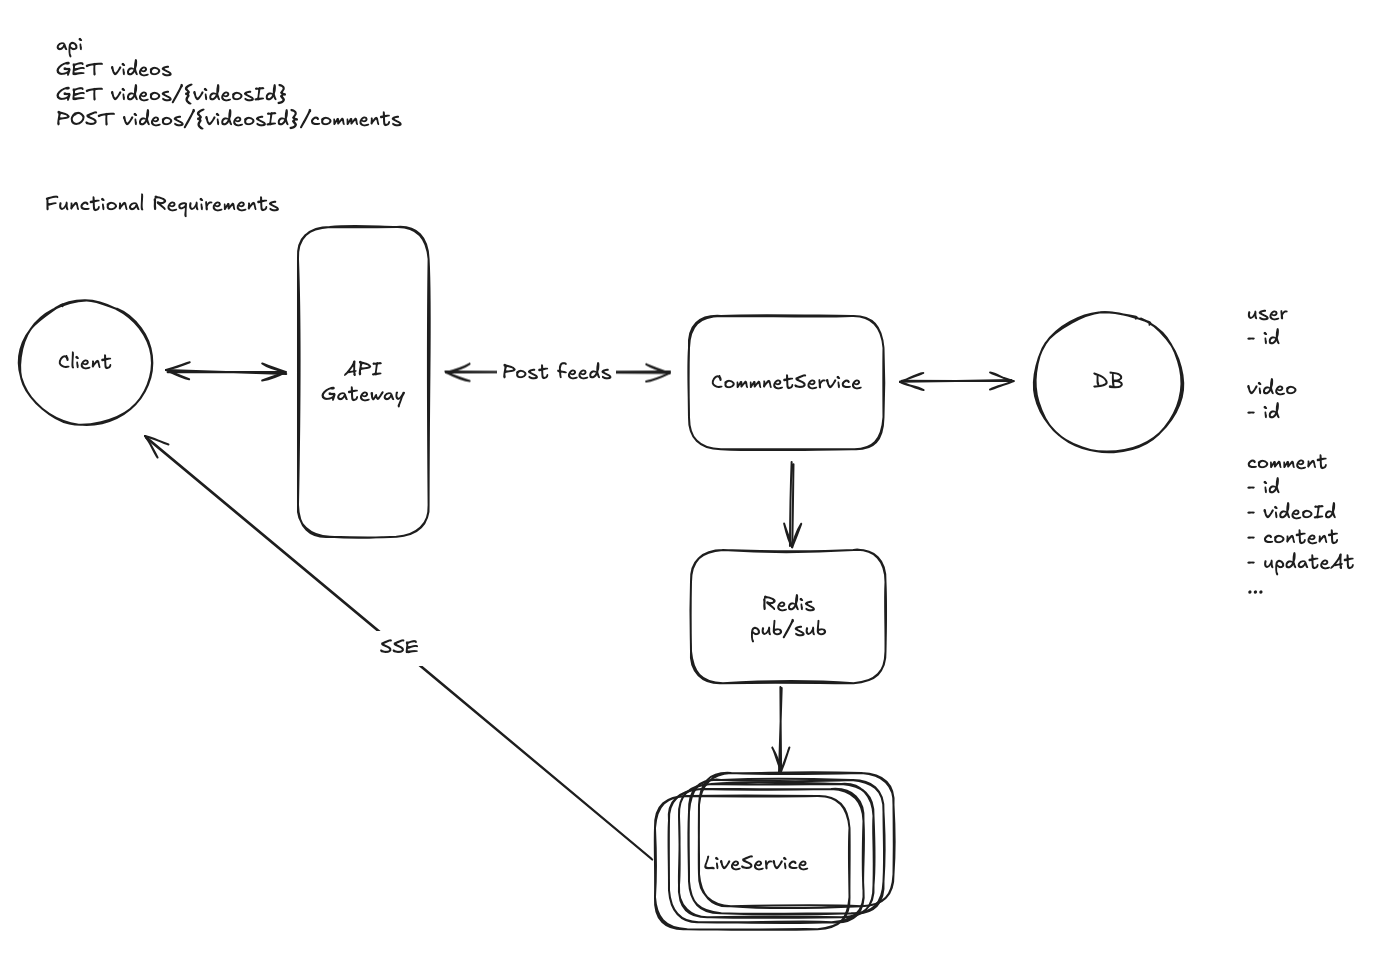 api
GET videos
GET videos/{videosId}
POST videos/{videosId}/comments
Functional Requirements
Client
API
Gateway
Post feeds
CommnetService
DB
user
- id
video
- id
comment
- id
- videoId
- content
- updateAt
...
Redis
pub/sub
SSE
LiveService